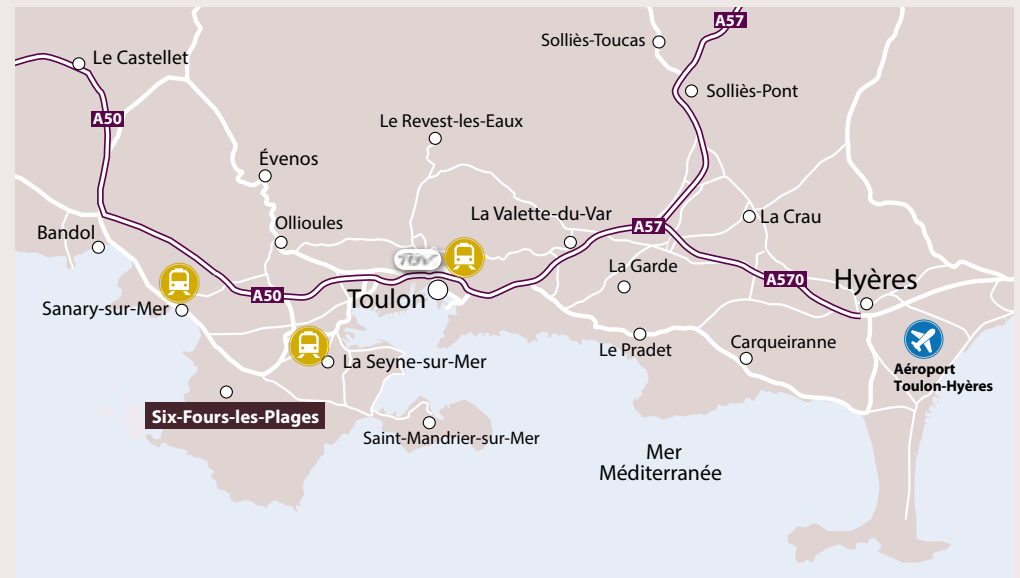 A57
Solliès-Toucas
Le Castellet
Solliès-Pont
A50
Le Revest-les-Eaux
Évenos
La Valette-du-Var
La Crau
Ollioules
A57
Bandol
TGV
La Garde
A570
Hyères
A50
Toulon
Sanary-sur-Mer
Le Pradet
Carqueiranne
La Seyne-sur-Mer
Aéroport
Toulon-Hyères
Six-Fours-les-Plages
Saint-Mandrier-sur-Mer
Mer
Méditerranée